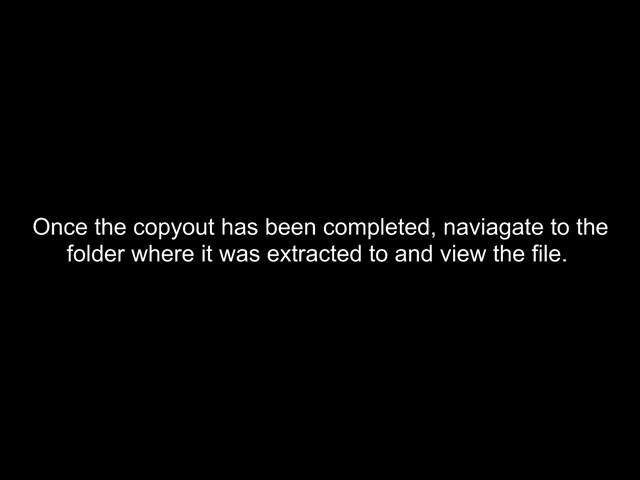 Once the copyout has been completed, naviagate to the
folder where it was extracted to and view the file.